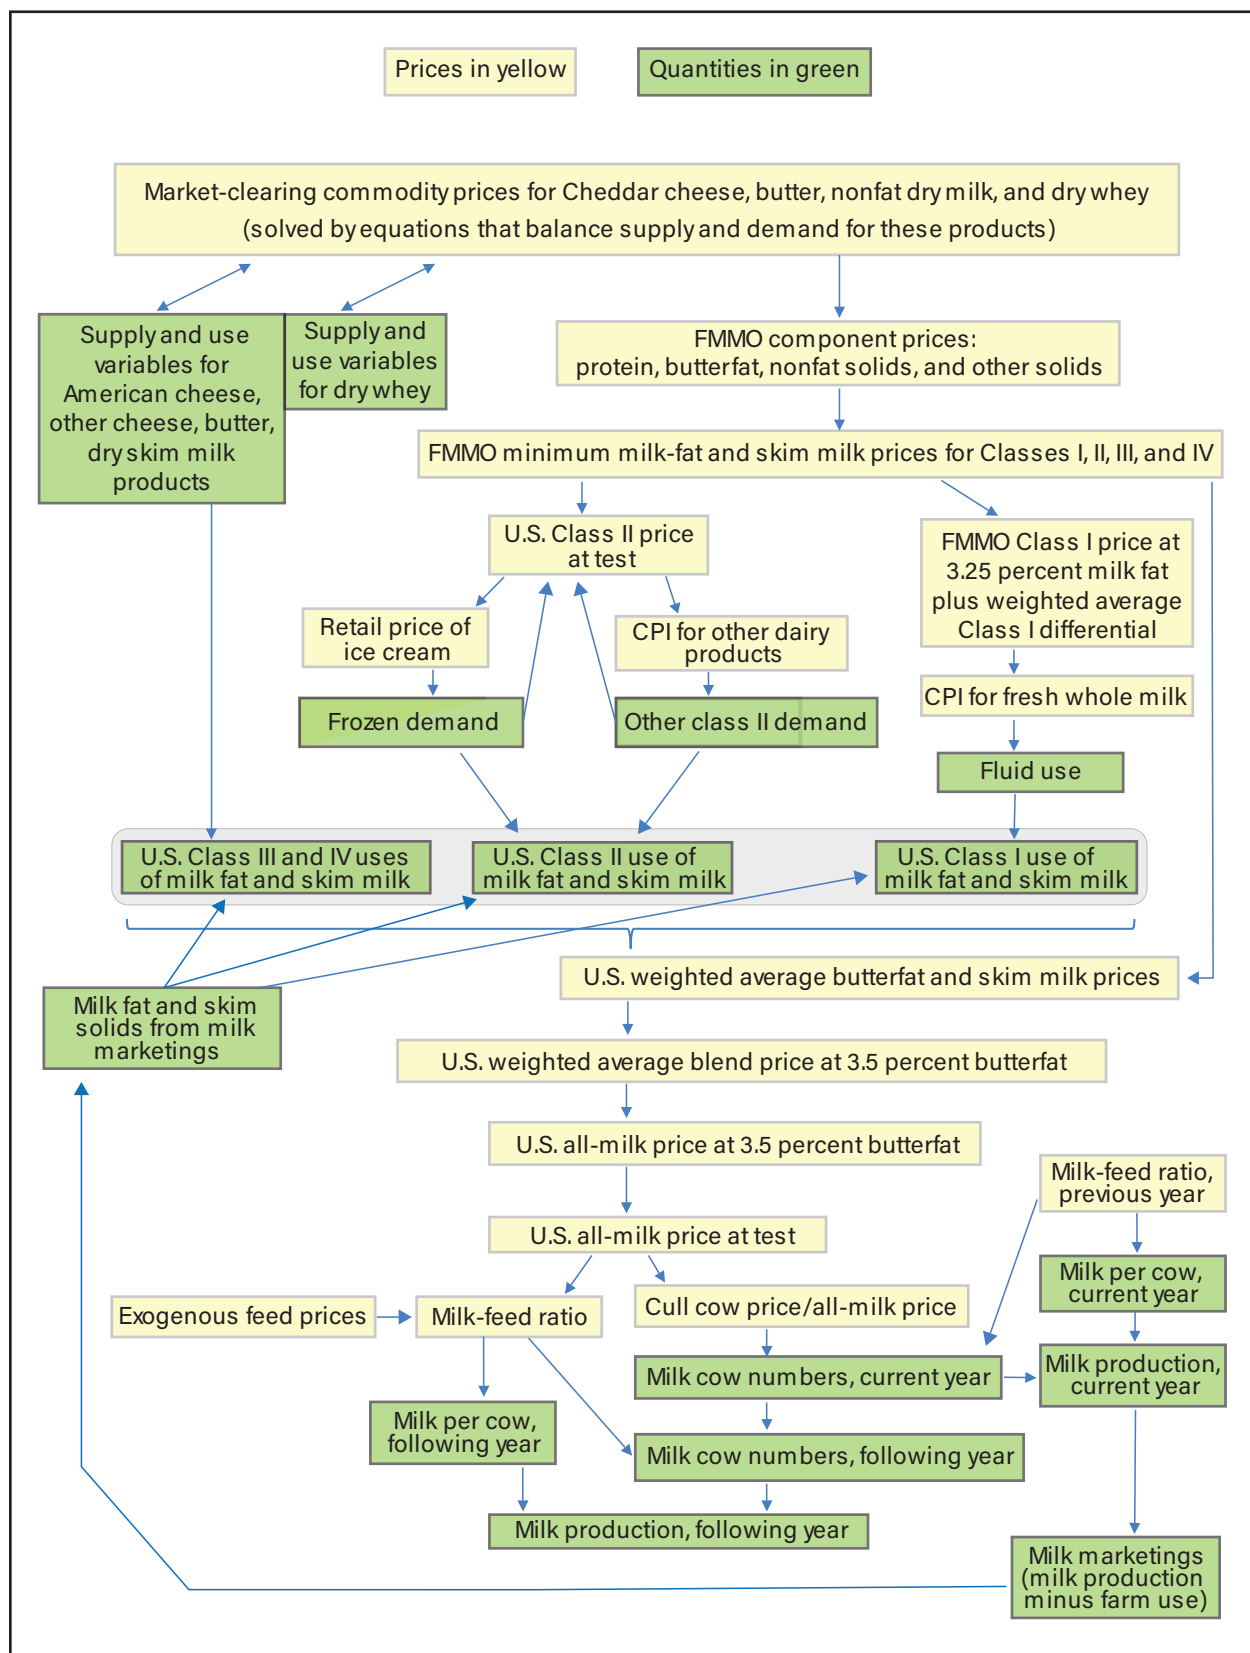 Prices in yellow
Quantities in green
Market-clearing commodity prices for Cheddar cheese, butter, nonfat dry milk, and dry whey
(solved by equations that balance supply and demand for these products)
Supply and use
variables for
American cheese,
other cheese, butter,
dry skim milk
products
Supply and
use variables
for dry whey
FMMO component prices:
protein, butterfat, nonfat solids, and other solids
FMMO minimum milk-fat and skim milk prices for Classes I, II, III, and IV
U.S. Class II price
at test
FMMO Class I price at
3.25 percent milk fat
plus weighted average
Class I differential
Retail price of
ice cream
CPI for other dairy
products
CPI for fresh whole milk
Frozen demand
Other class II demand
Fluid use
U.S. Class III and IV uses
of milk fat and skim milk
U.S. Class II use of
milk fat and skim milk
U.S. Class I use of
milk fat and skim milk
U.S. weighted average butterfat and skim milk prices
Milk fat and skim
solids from milk
marketings
U.S. weighted average blend price at 3.5 percent butterfat
U.S. all-milk price at 3.5 percent butterfat
Milk-feed ratio,
previous year
U.S. all-milk price at test
Milk per cow,
current year
Exogenous feed prices
Milk-feed ratio
Cull cow price/all-milk price
Milk cow numbers, current year
Milk production,
current year
Milk per cow,
following year
Milk cow numbers, following year
Milk production, following year
Milk marketings
(milk production
minus farm use)